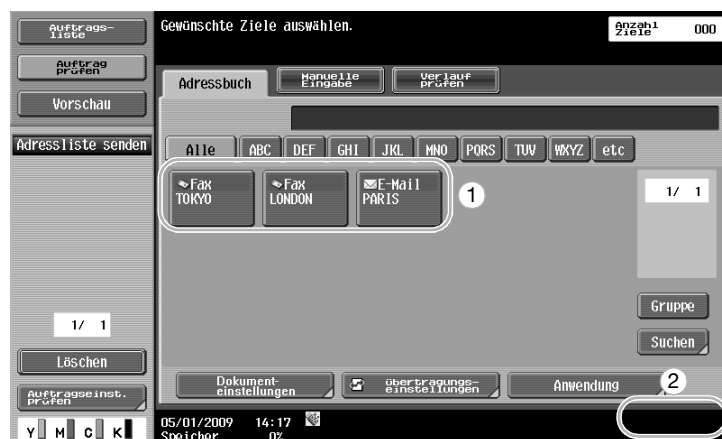 Auftrags-
liste
Auftrag
prüfen
Vorschau
Adressliste senden
1/ 1
Löschen
Auftragseinst.
prüfen
Y M C K
Gewünschte Ziele auswählen.
Anzahl
Ziele 000
Adressbuch
Manuelle
Eingabe
Verlauf
prüfen
Alle ABC DEF GHI JKL MNO PQRS TUV WXYZ etc
Fax
TOKYO
Fax
LONDON
E-Mail
PARIS
1
1/ 1
Gruppe
Suchen
Dokument-
einstellungen
übertragungs-
einstellungen
Anwendung
2
05/01/2009 14:17
Speicher 0%